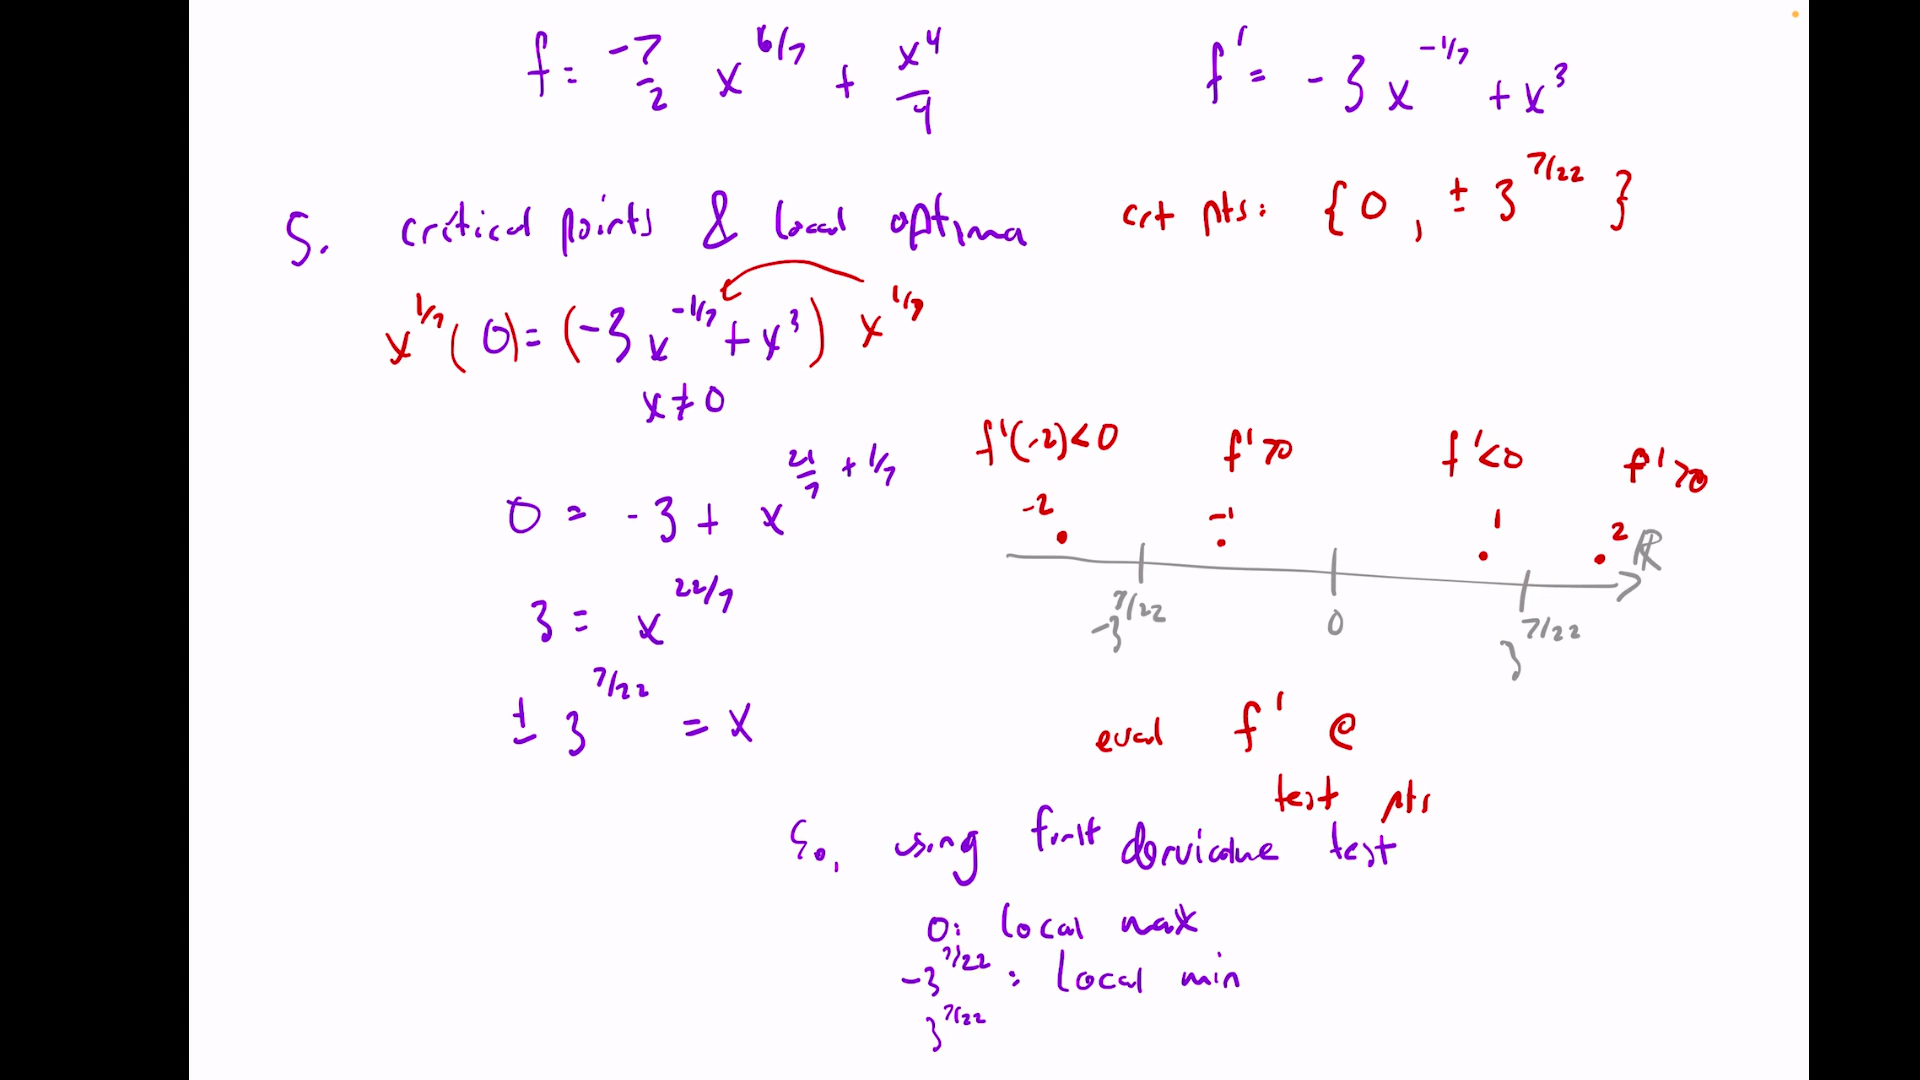 f = -7/2 x^{6/7} + x^4/4
f' = -3 x^{-1/7} + x^3
5. critical points & local optima
crt pts: {0, ± 3^{7/22}}
x^{1/7} (0) = (-3 x^{-1/7} + x^3) x^{1/7}
x ≠ 0
0 = -3 + x^{21/7 + 1/7}
3 = x^{22/7}
± 3^{7/22} = x
f'(-2) < 0 f' > 0 f' < 0 f' > 0
-2 -1 1 2 ℝ
-3^{7/22} 0 3^{7/22}
eval f' @
test pts
So, using first derivative test
0: local max
-3^{7/22} : local min
3^{7/22}